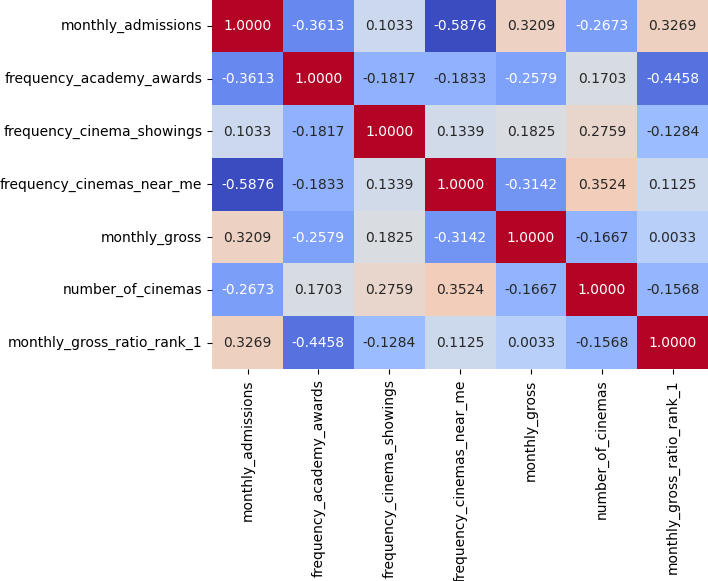 monthly_admissions 1.0000 -0.3613 0.1033 -0.5876 0.3209 -0.2673 0.3269
frequency_academy_awards -0.3613 1.0000 -0.1817 -0.1833 -0.2579 0.1703 -0.4458
frequency_cinema_showings 0.1033 -0.1817 1.0000 0.1339 0.1825 0.2759 -0.1284
frequency_cinemas_near_me -0.5876 -0.1833 0.1339 1.0000 -0.3142 0.3524 0.1125
monthly_gross 0.3209 -0.2579 0.1825 -0.3142 1.0000 -0.1667 0.0033
number_of_cinemas -0.2673 0.1703 0.2759 0.3524 -0.1667 1.0000 -0.1568
monthly_gross_ratio_rank_1 0.3269 -0.4458 -0.1284 0.1125 0.0033 -0.1568 1.0000
monthly_admissions
frequency_academy_awards
frequency_cinema_showings
frequency_cinemas_near_me
monthly_gross
number_of_cinemas
monthly_gross_ratio_rank_1